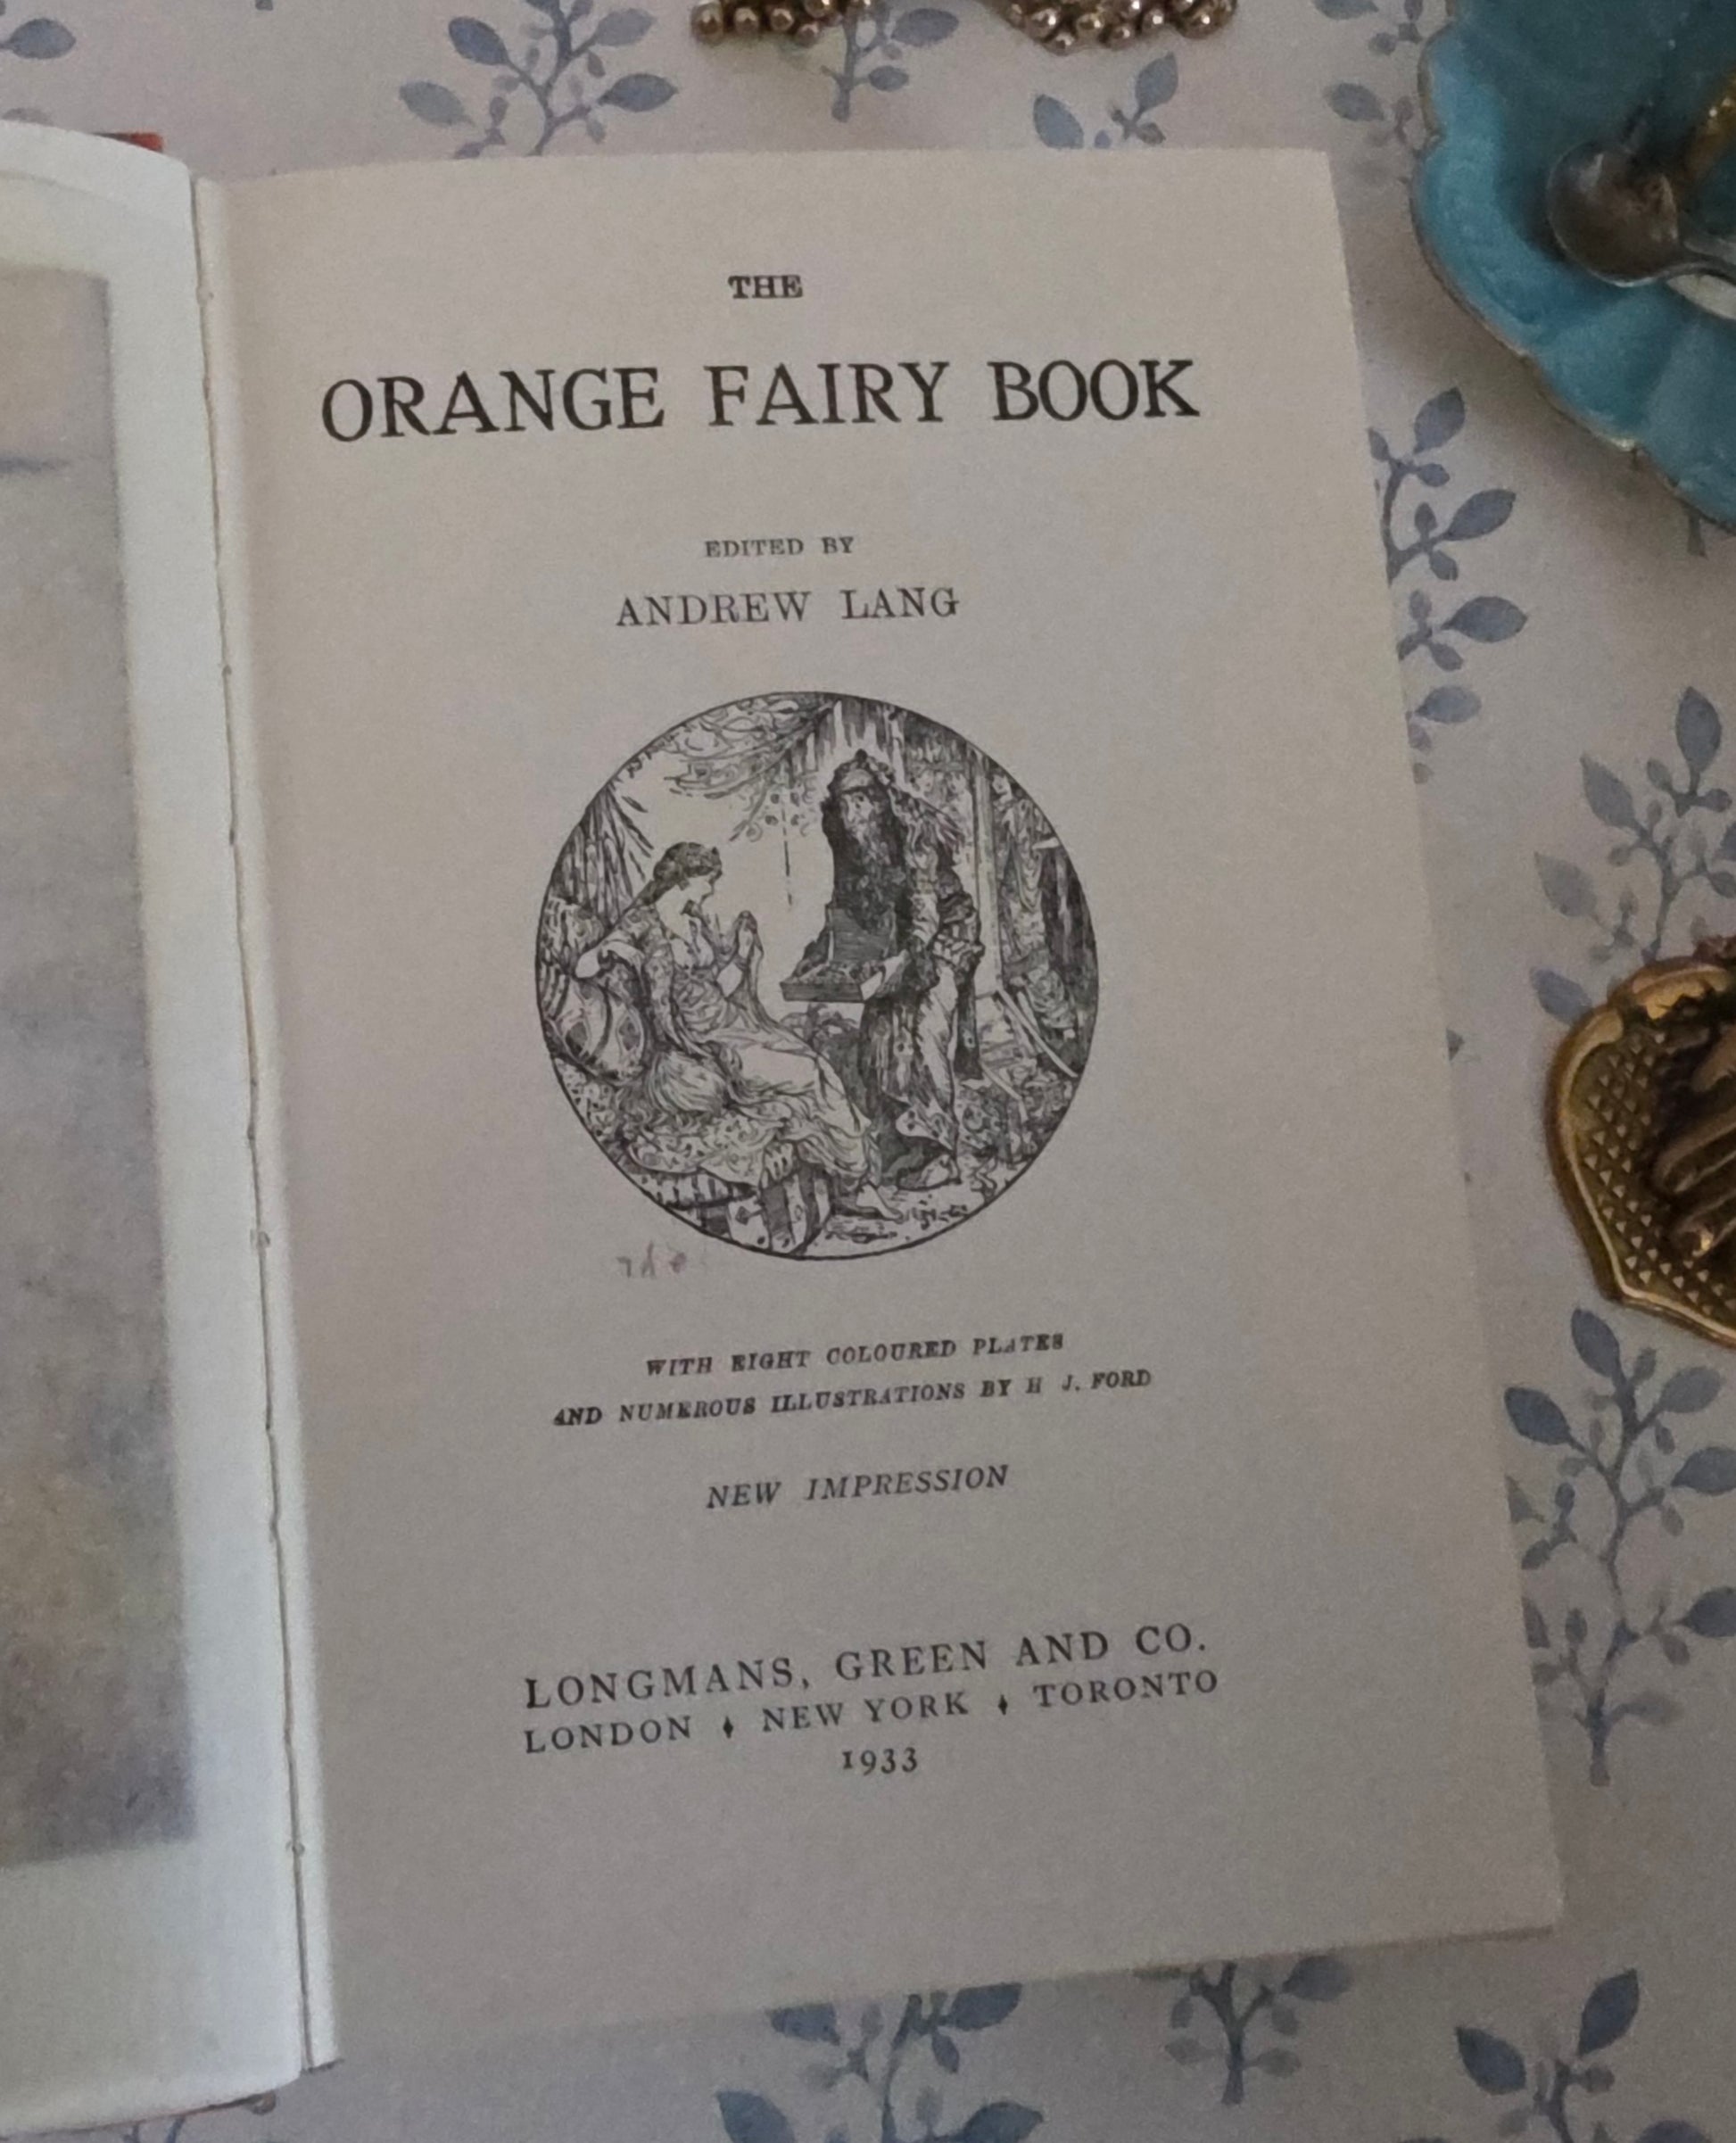 THE
ORANGE FAIRY BOOK
EDITED BY
ANDREW LANG
WITH EIGHT COLOURED PLATES
AND NUMEROUS ILLUSTRATIONS BY H J. FORD
NEW IMPRESSION
LONGMANS, GREEN AND CO.
LONDON ♦ NEW YORK ♦ TORONTO
1933